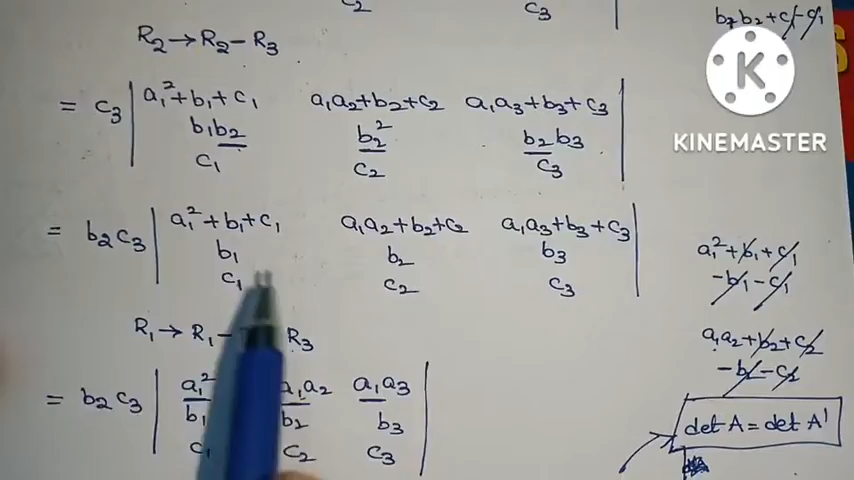 c₂ c₃
R₂→R₂−R₃
= c₃ | a₁²+b₁+c₁ a₁a₂+b₂+c₂ a₁a₃+b₃+c₃ |
b₁b₂ b₂² b₂b₃
c₁ c₂ c₃
= b₂c₃ | a₁²+b₁+c₁ a₁a₂+b₂+c₂ a₁a₃+b₃+c₃ |
b₁ b₂ b₃
c₁ c₂ c₃
R₁→R₁− R₃
= b₂c₃ | a₁² a₁a₂ a₁a₃ |
b₁ b₂ b₃
c₁ c₂ c₃
K
KINEMASTER
a₁²+b₁+c₁
−b₁−c₁
a₁a₂+b₂+c₂
−b₂−c₂
det A = det A'